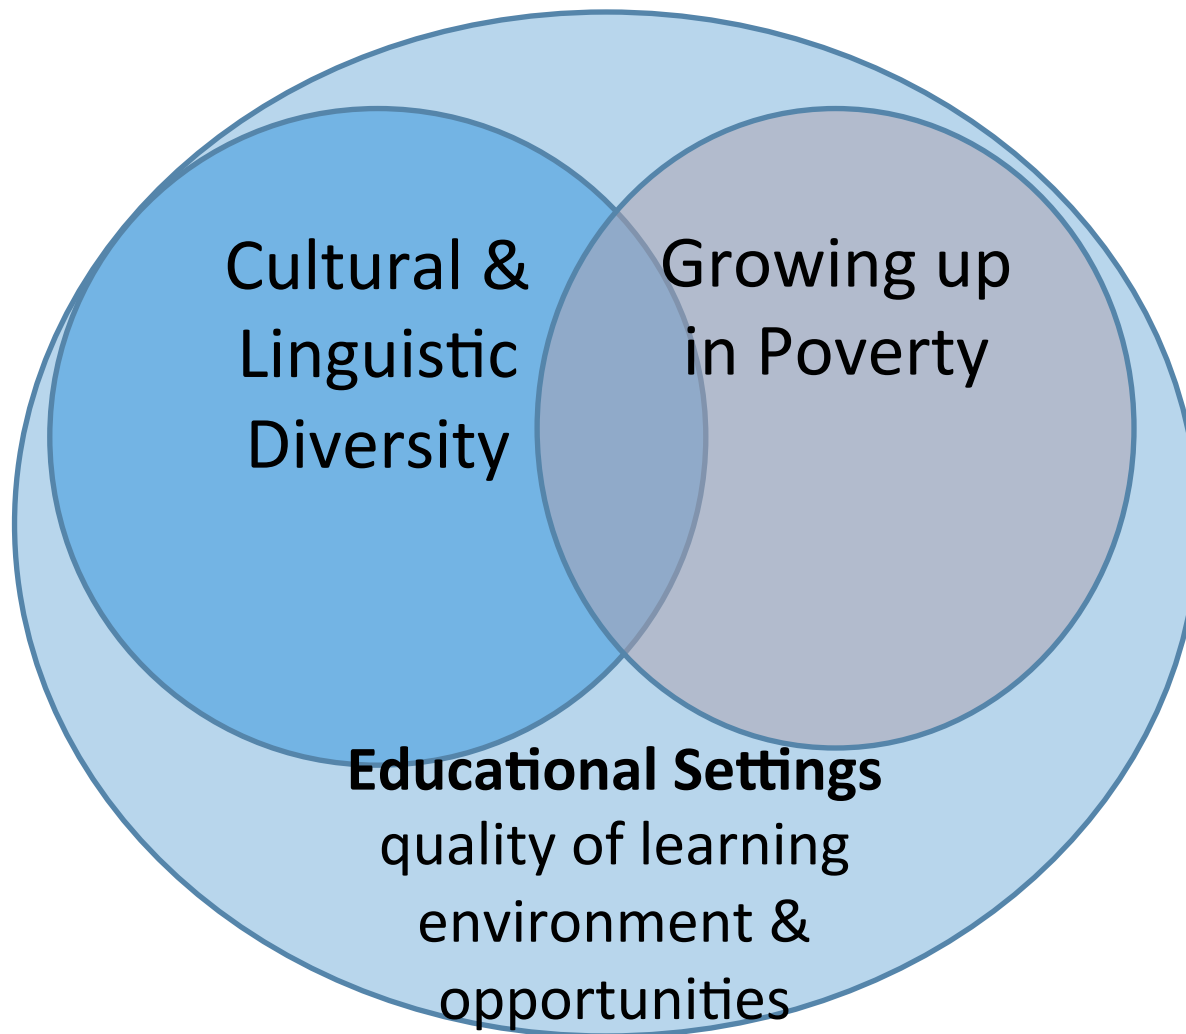 Cultural &
Linguistic
Diversity
Growing up
in Poverty
Educational Settings
quality of learning
environment &
opportunities